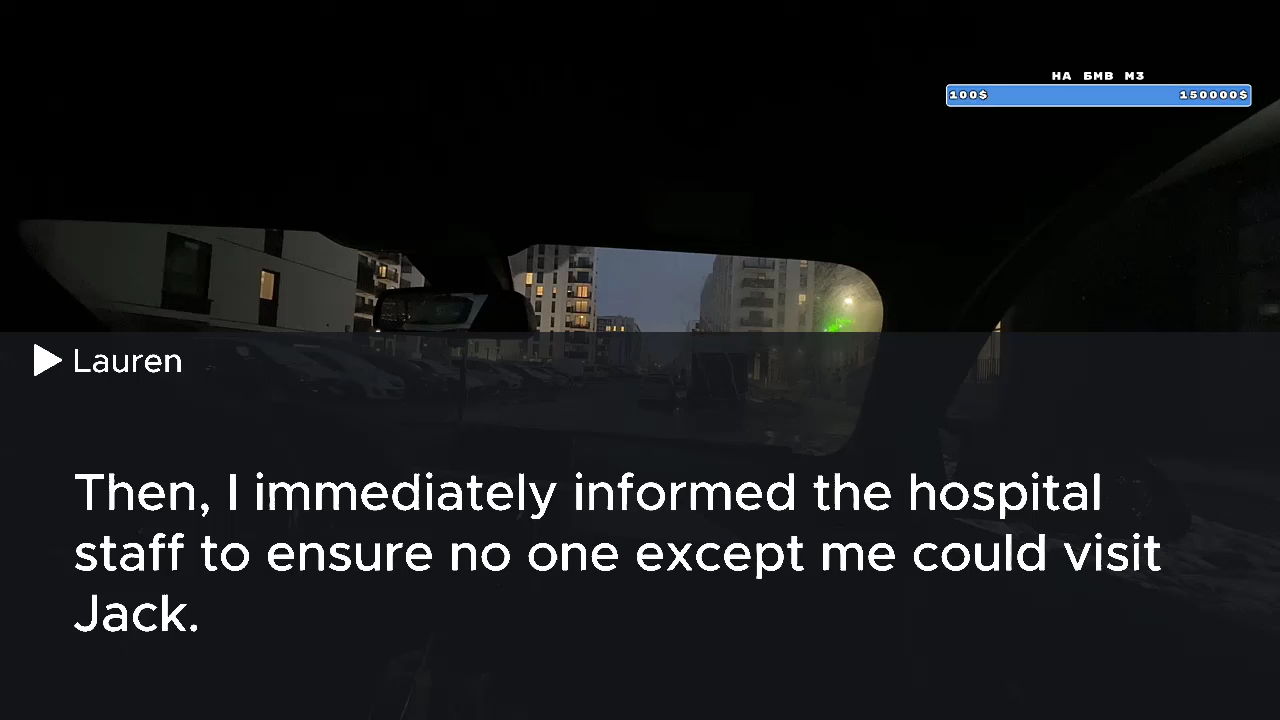 НА БМВ М3
100$ 150000$
Lauren
Then, I immediately informed the hospital
staff to ensure no one except me could visit
Jack.